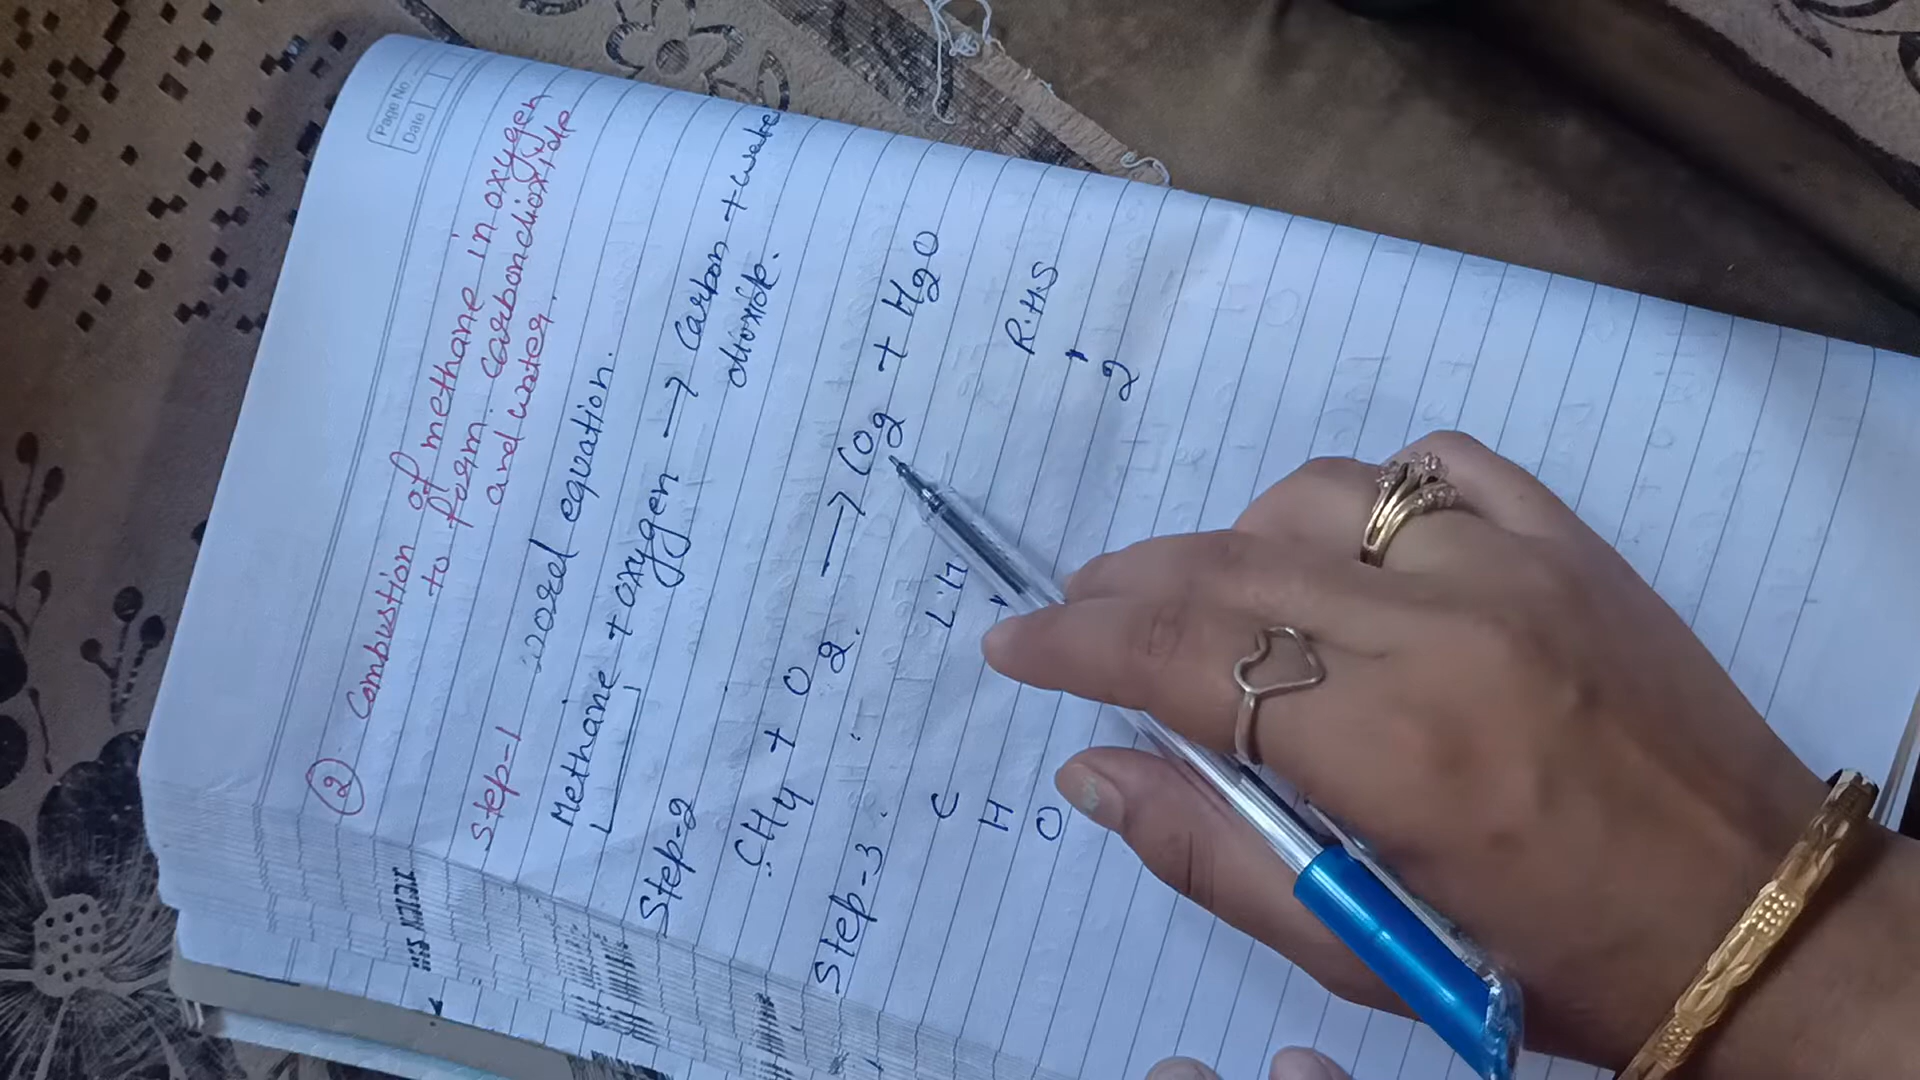 Page No.
Date
② Combustion of methane in oxygen
to form carbondioxide
and water.
Step-1 word equation.
Methane + oxygen → Carbon + wate
dioxide.
Step-2
CH4 + O2. → CO2 + H2O
Step-3
L.H R.H.S
C 1
H 2
O